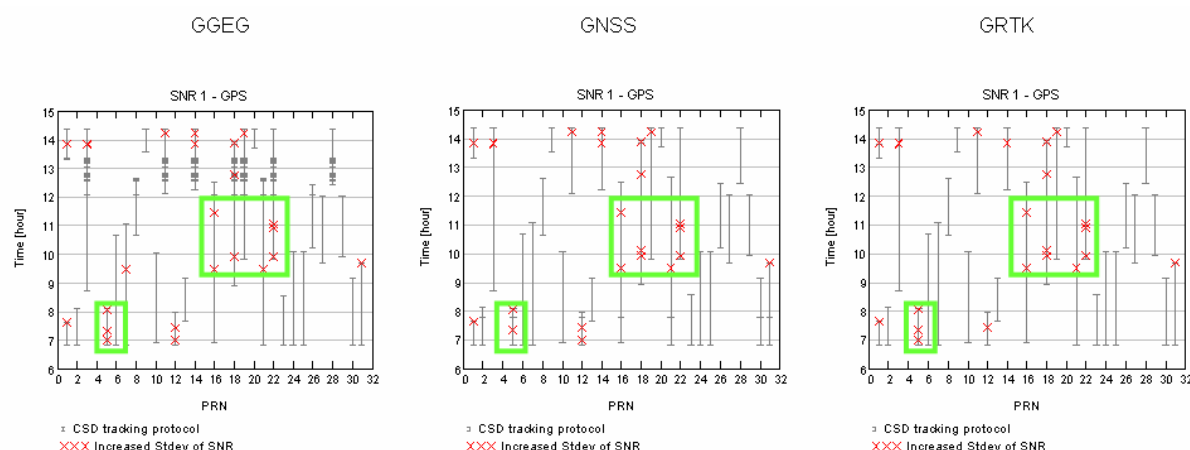 GGEG GNSS GRTK
SNR 1 - GPS SNR 1 - GPS SNR 1 - GPS
15 15 15
14 14 14
13 13 13
12 12 12
11 11 11
10 10 10
9 9 9
8 8 8
7 7 7
6 6 6
Time [hour] Time [hour] Time [hour]
0 2 4 6 8 10 12 14 16 18 20 22 24 26 28 30 32 0 2 4 6 8 10 12 14 16 18 20 22 24 26 28 30 32 0 2 4 6 8 10 12 14 16 18 20 22 24 26 28 30 32
PRN PRN PRN
CSD tracking protocol CSD tracking protocol CSD tracking protocol
Increased Stdev of SNR Increased Stdev of SNR Increased Stdev of SNR